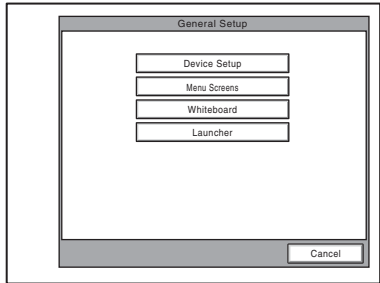 General Setup
Device Setup
Menu Screens
Whiteboard
Launcher
Cancel